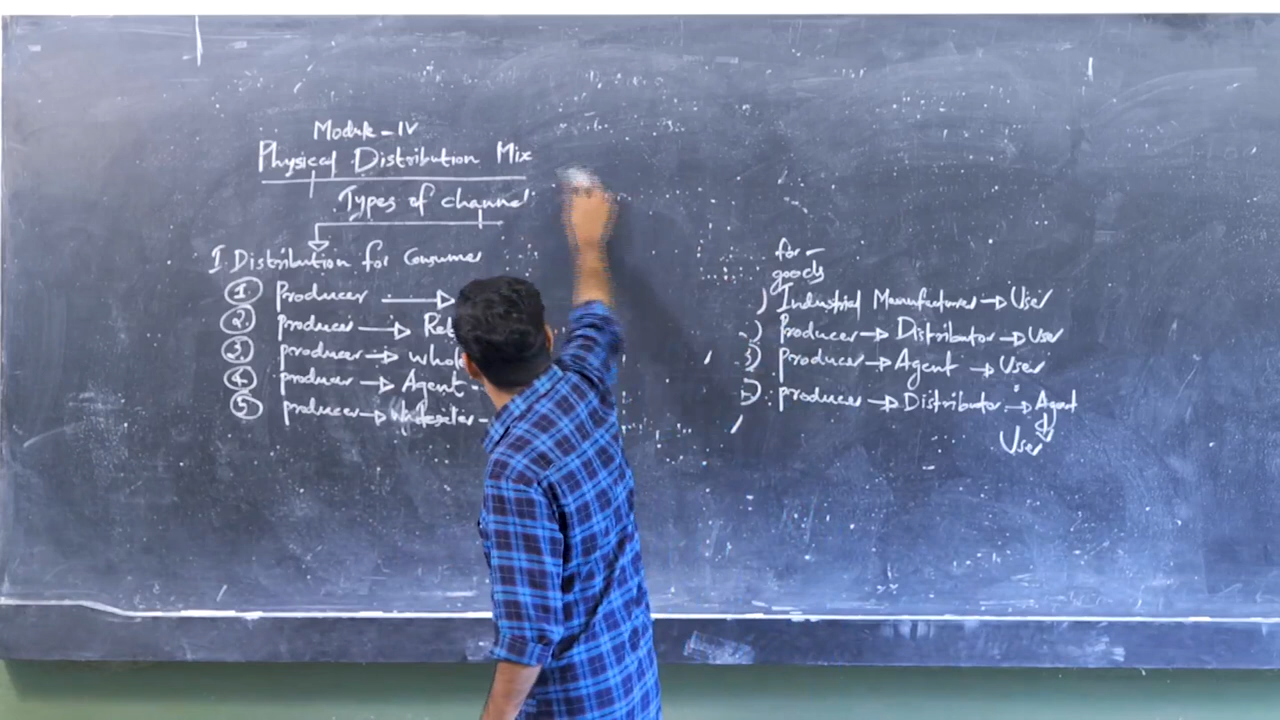 Module - IV
Physical Distribution Mix
Types of channel
I. Distribution for Consumer
① Producer →
② producer → Ret
③ producer → whole
④ producer → Agent -
⑤ producer → wholeseler -
for -
goods
) Industrial Manufactured → User
) Producer → Distributor → User
3) producer → Agent → User
producer → Distributor → Agent
User